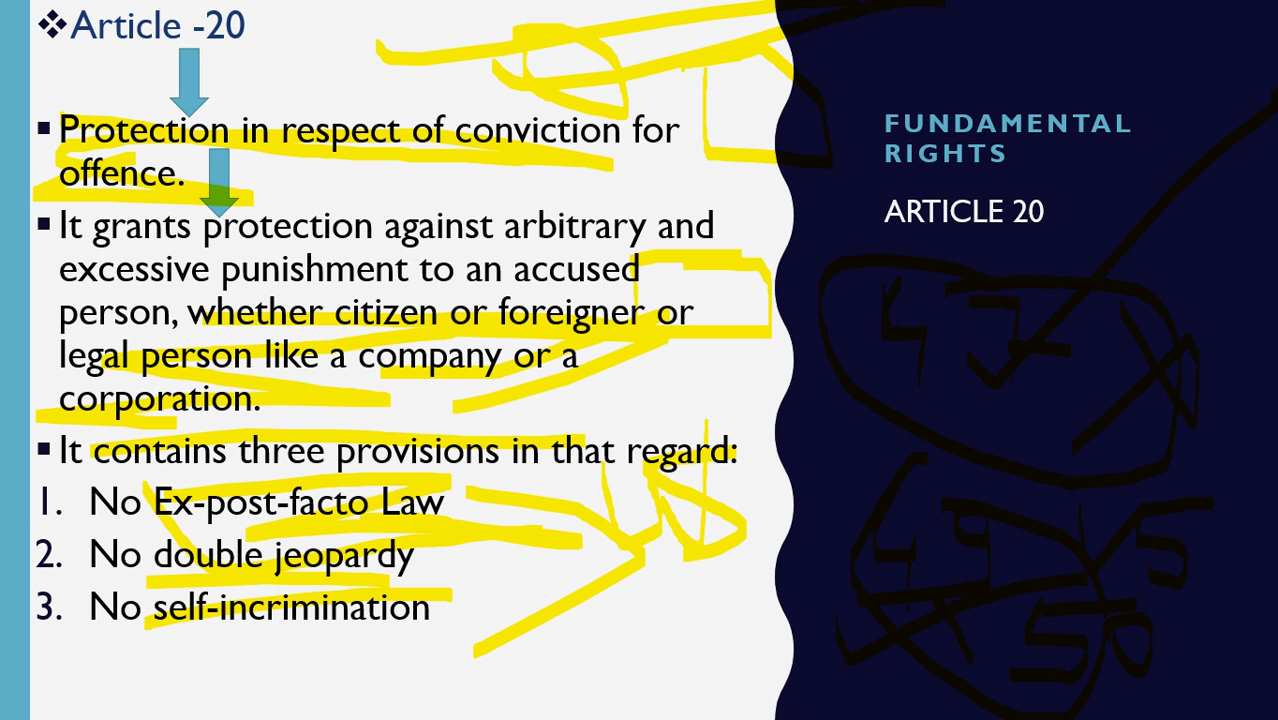 ❖Article -20
▪Protection in respect of conviction for
offence.
▪It grants protection against arbitrary and
excessive punishment to an accused
person, whether citizen or foreigner or
legal person like a company or a
corporation.
▪It contains three provisions in that regard:
1. No Ex-post-facto Law
2. No double jeopardy
3. No self-incrimination
FUNDAMENTAL
RIGHTS
ARTICLE 20
47
1975
50